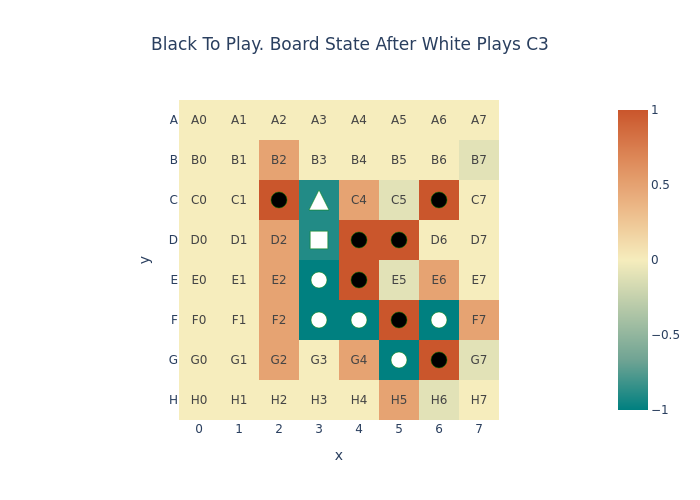 Black To Play. Board State After White Plays C3
A A0 A1 A2 A3 A4 A5 A6 A7
B B0 B1 B2 B3 B4 B5 B6 B7
C C0 C1 C4 C5 C7
D D0 D1 D2 D6 D7
E E0 E1 E2 E5 E6 E7
F F0 F1 F2 F7
G G0 G1 G2 G3 G4 G7
H H0 H1 H2 H3 H4 H5 H6 H7
0 1 2 3 4 5 6 7
x
y
1
0.5
0
−0.5
−1